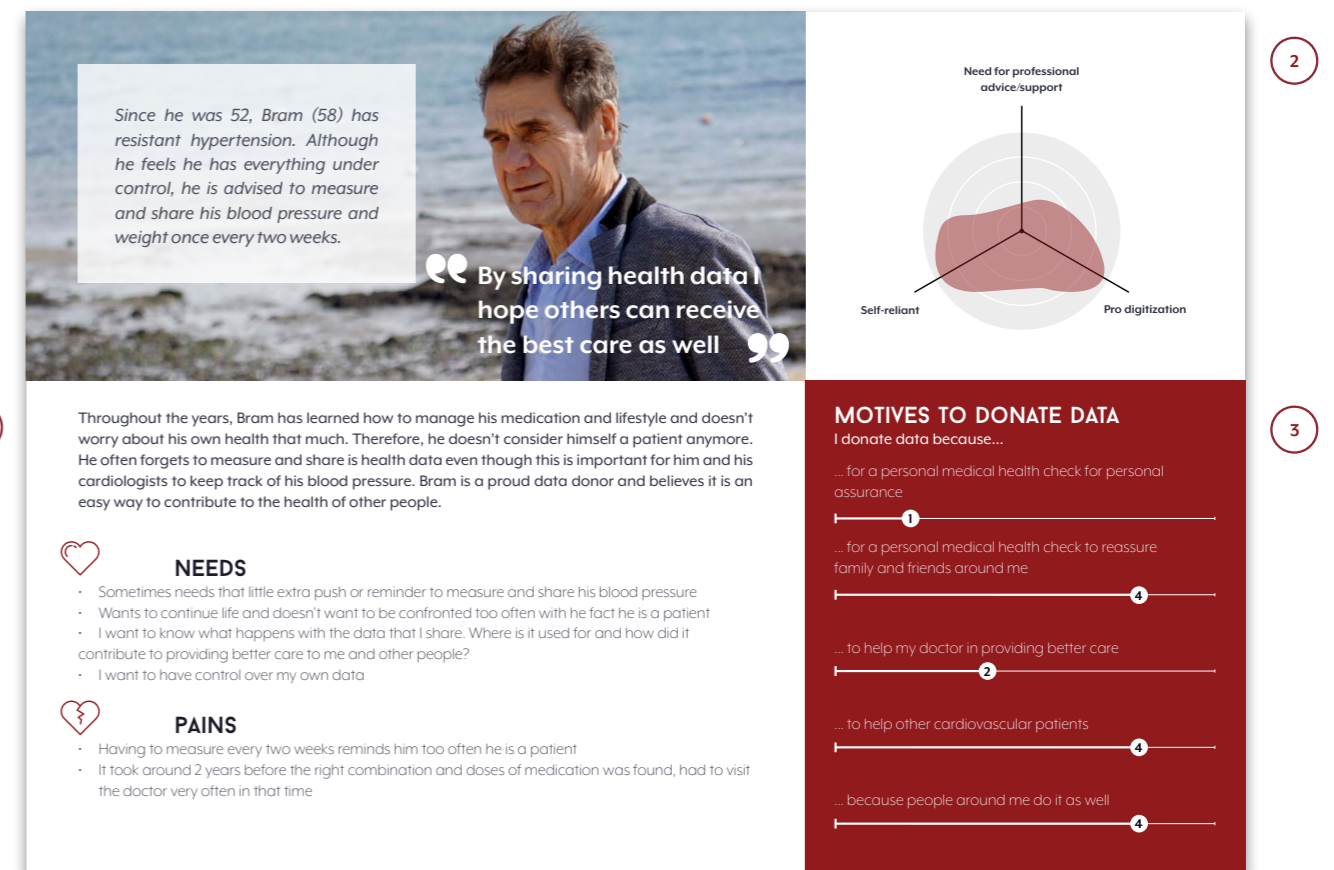 Since he was 52, Bram (58) has
resistant hypertension. Although
he feels he has everything under
control, he is advised to measure
and share his blood pressure and
weight once every two weeks.
“ By sharing health data I
hope others can receive
the best care as well ”
Need for professional
advice/support
Self-reliant
Pro digitization
2
Throughout the years, Bram has learned how to manage his medication and lifestyle and doesn't
worry about his own health that much. Therefore, he doesn't consider himself a patient anymore.
He often forgets to measure and share is health data even though this is important for him and his
cardiologists to keep track of his blood pressure. Bram is a proud data donor and believes it is an
easy way to contribute to the health of other people.
NEEDS
· Sometimes needs that little extra push or reminder to measure and share his blood pressure
· Wants to continue life and doesn't want to be confronted too often with he fact he is a patient
· I want to know what happens with the data that I share. Where is it used for and how did it
contribute to providing better care to me and other people?
· I want to have control over my own data
PAINS
· Having to measure every two weeks reminds him too often he is a patient
· It took around 2 years before the right combination and doses of medication was found, had to visit
the doctor very often in that time
MOTIVES TO DONATE DATA
I donate data because...
... for a personal medical health check for personal
assurance
1
... for a personal medical health check to reassure
family and friends around me
4
... to help my doctor in providing better care
2
... to help other cardiovascular patients
4
... because people around me do it as well
4
3